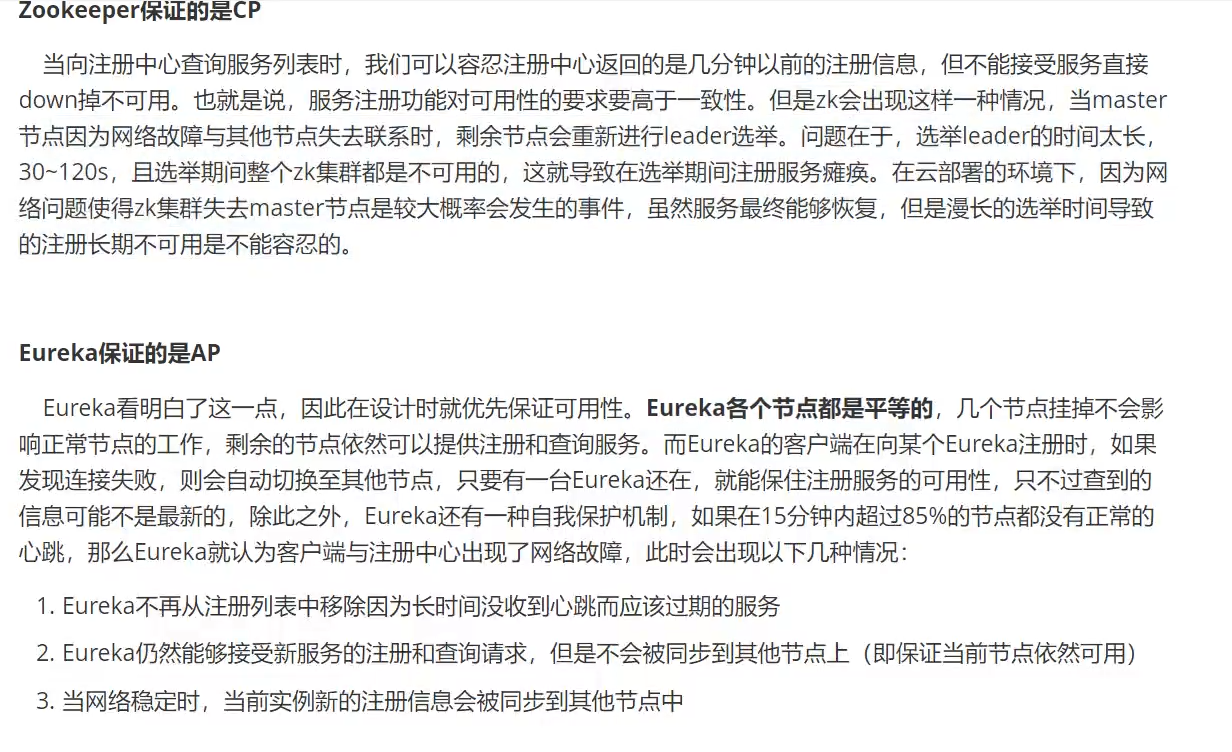 Zookeeper保证的是CP
当向注册中心查询服务列表时，我们可以容忍注册中心返回的是几分钟以前的注册信息，但不能接受服务直接
down掉不可用。也就是说，服务注册功能对可用性的要求要高于一致性。但是zk会出现这样一种情况，当master
节点因为网络故障与其他节点失去联系时，剩余节点会重新进行leader选举。问题在于，选举leader的时间太长，
30~120s，且选举期间整个zk集群都是不可用的，这就导致在选举期间注册服务瘫痪。在云部署的环境下，因为网
络问题使得zk集群失去master节点是较大概率会发生的事件，虽然服务最终能够恢复，但是漫长的选举时间导致
的注册长期不可用是不能容忍的。
Eureka保证的是AP
Eureka看明白了这一点，因此在设计时就优先保证可用性。Eureka各个节点都是平等的，几个节点挂掉不会影
响正常节点的工作，剩余的节点依然可以提供注册和查询服务。而Eureka的客户端在向某个Eureka注册时，如果
发现连接失败，则会自动切换至其他节点，只要有一台Eureka还在，就能保住注册服务的可用性，只不过查到的
信息可能不是最新的，除此之外，Eureka还有一种自我保护机制，如果在15分钟内超过85%的节点都没有正常的
心跳，那么Eureka就认为客户端与注册中心出现了网络故障，此时会出现以下几种情况：
1. Eureka不再从注册列表中移除因为长时间没收到心跳而应该过期的服务
2. Eureka仍然能够接受新服务的注册和查询请求，但是不会被同步到其他节点上（即保证当前节点依然可用）
3. 当网络稳定时，当前实例新的注册信息会被同步到其他节点中